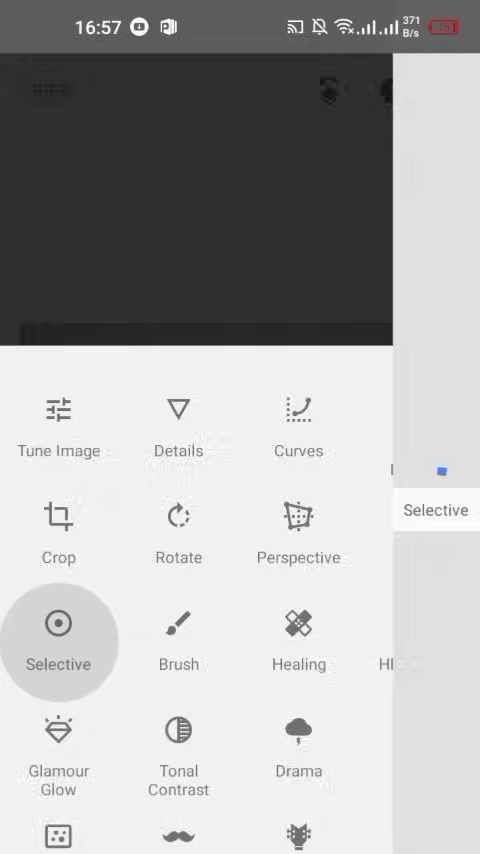 16:57
371
B/s
15
Tune Image
Details
Curves
Crop
Rotate
Perspective
Selective
Selective
Brush
Healing
Glamour
Glow
Tonal
Contrast
Drama